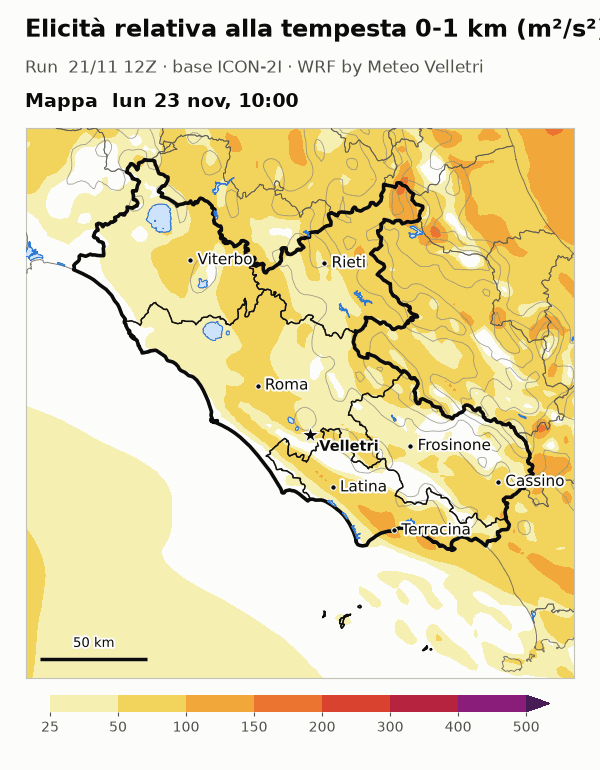 Elicità relativa alla tempesta 0-1 km (m²/s²)
Run  21/11 12Z · base ICON-2I · WRF by Meteo Velletri
Mappa  lun 23 nov, 10:00
Viterbo
Rieti
Roma
Velletri
Frosinone
Cassino
Latina
Terracina
50 km
25 50 100 150 200 300 400 500